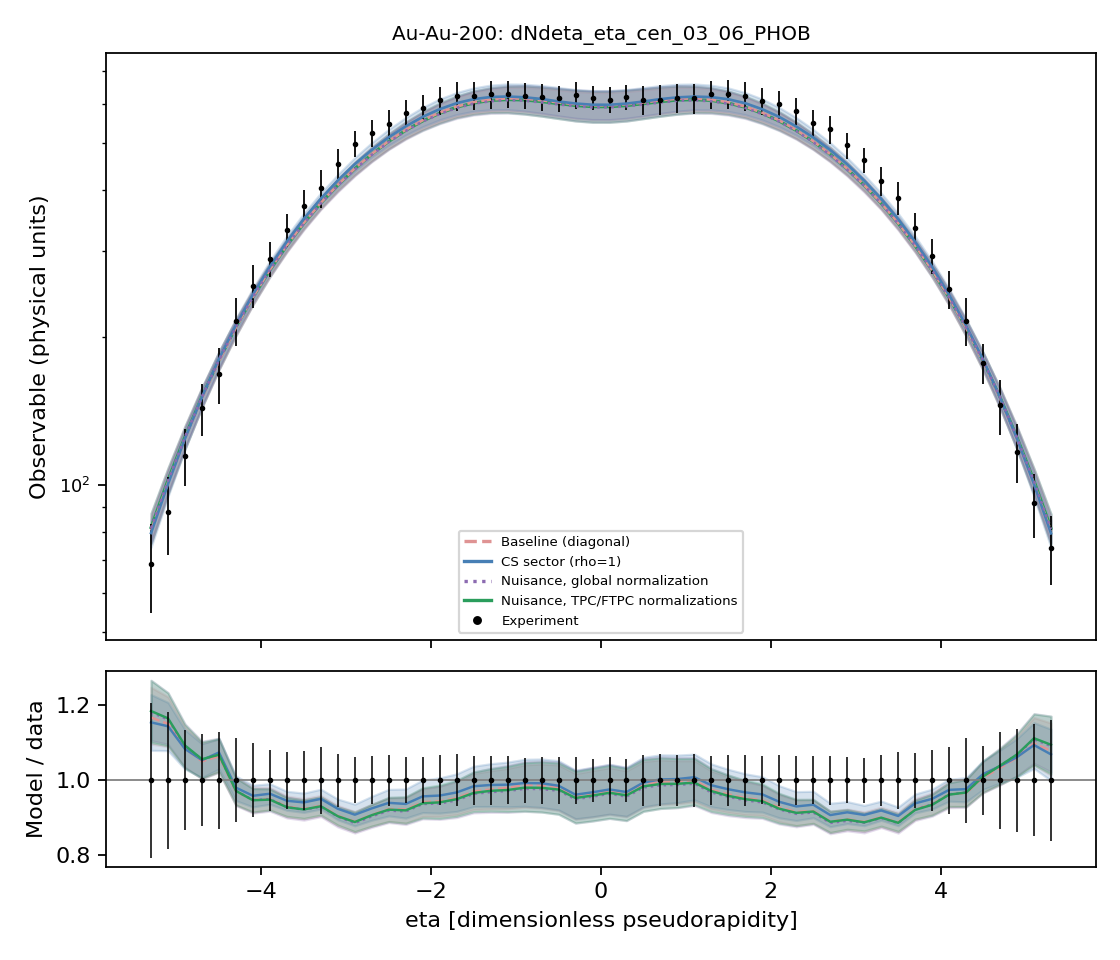 Au-Au-200: dNdeta_eta_cen_03_06_PHOB
Observable (physical units)
10²
Baseline (diagonal)
CS sector (rho=1)
Nuisance, global normalization
Nuisance, TPC/FTPC normalizations
Experiment
Model / data
1.2
1.0
0.8
−4 −2 0 2 4
eta [dimensionless pseudorapidity]